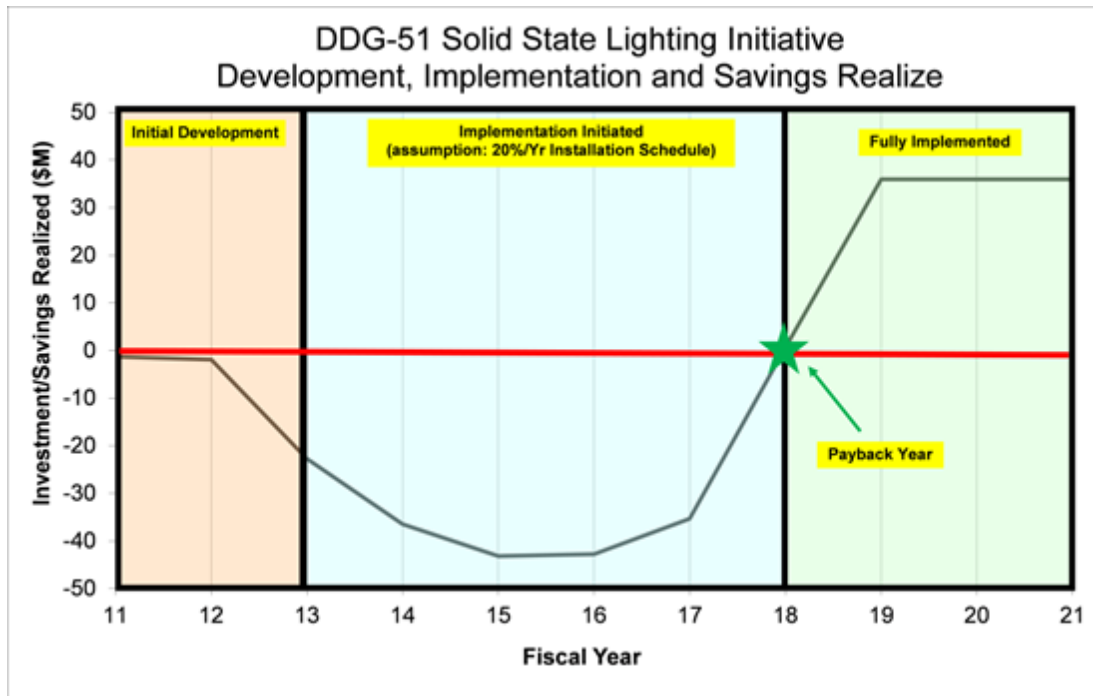 DDG-51 Solid State Lighting Initiative
Development, Implementation and Savings Realize
Investment/Savings Realized ($M)
50
40
30
20
10
0
-10
-20
-30
-40
-50
Initial Development
Implementation Initiated
(assumption: 20%/Yr Installation Schedule)
Fully Implemented
Payback Year
11 12 13 14 15 16 17 18 19 20 21
Fiscal Year